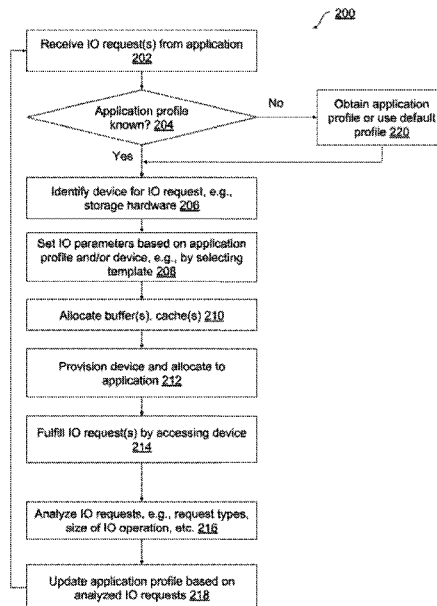 200
Receive IO request(s) from application
202
Application profile
known? 204
No
Obtain application
profile or use default
profile 220
Yes
Identify device for IO request, e.g.,
storage hardware 206
Set IO parameters based on application
profile and/or device, e.g., by selecting
template 208
Allocate buffer(s), cache(s) 210
Provision device and allocate to
application 212
Fulfill IO request(s) by accessing device
214
Analyze IO requests, e.g., request types,
size of IO operation, etc. 216
Update application profile based on
analyzed IO requests 218